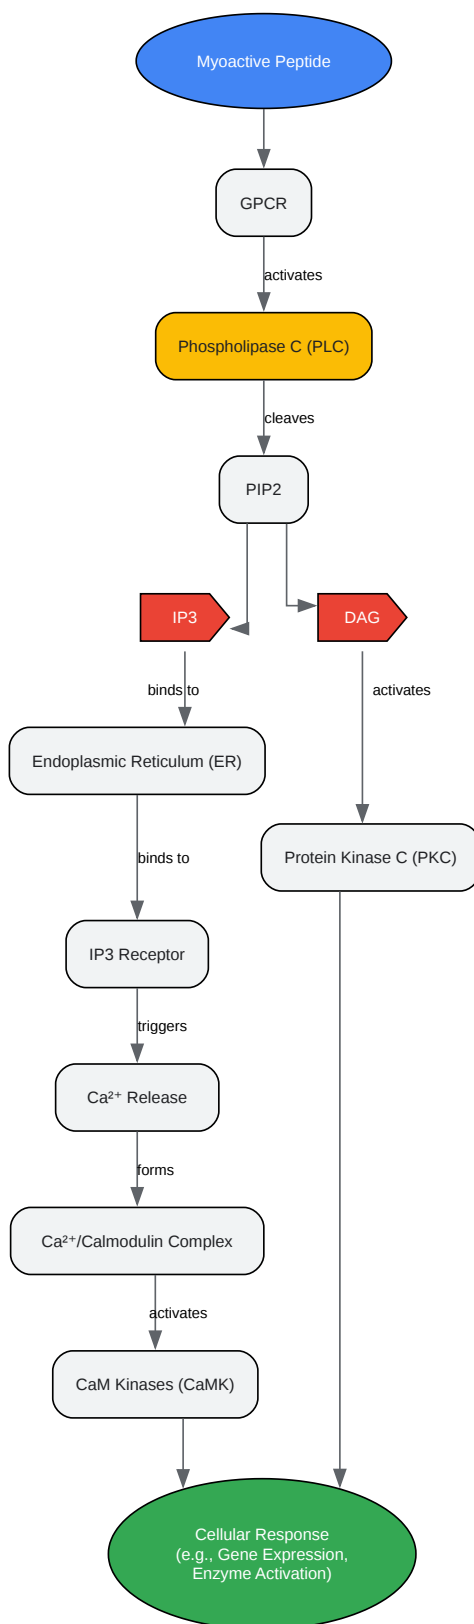 Myoactive Peptide
GPCR
activates
Phospholipase C (PLC)
cleaves
PIP2
IP3
DAG
binds to
activates
Endoplasmic Reticulum (ER)
binds to
Protein Kinase C (PKC)
IP3 Receptor
triggers
Ca²⁺ Release
forms
Ca²⁺/Calmodulin Complex
activates
CaM Kinases (CaMK)
Cellular Response
(e.g., Gene Expression,
Enzyme Activation)